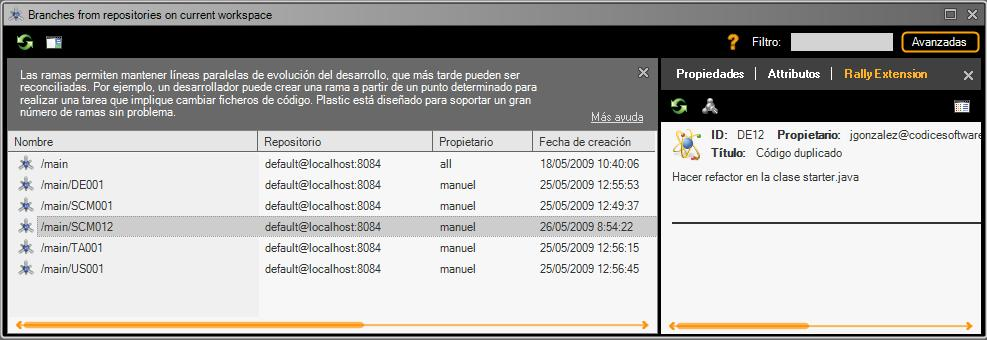 Branches from repositories on current workspace
? Filtro: Avanzadas
Las ramas permiten mantener líneas paralelas de evolución del desarrollo, que más tarde pueden ser
reconciliadas. Por ejemplo, un desarrollador puede crear una rama a partir de un punto determinado para
realizar una tarea que implique cambiar ficheros de código. Plastic está diseñado para soportar un gran
número de ramas sin problema.
Más ayuda
Nombre Repositorio Propietario Fecha de creación
/main default@localhost:8084 all 18/05/2009 10:40:06
/main/DE001 default@localhost:8084 manuel 25/05/2009 12:55:53
/main/SCM001 default@localhost:8084 manuel 25/05/2009 12:49:37
/main/SCM012 default@localhost:8084 manuel 26/05/2009 8:54:22
/main/TA001 default@localhost:8084 manuel 25/05/2009 12:56:15
/main/US001 default@localhost:8084 manuel 25/05/2009 12:56:45
Propiedades | Atributos | Rally Extension
ID: DE12 Propietario: jgonzalez@codicesoftware
Título: Código duplicado
Hacer refactor en la clase starter.java